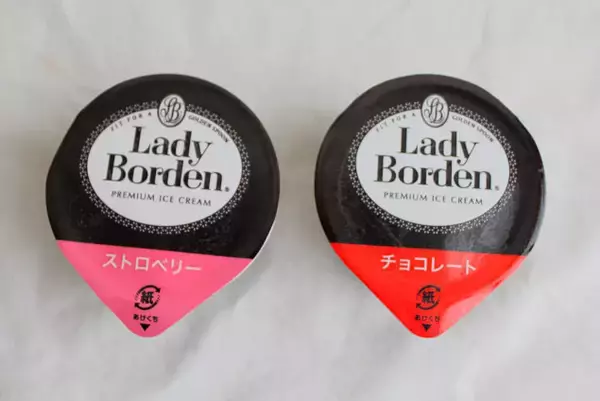 FIT FOR A GOLDEN SPOON
LB
Lady
Borden®
PREMIUM ICE CREAM
ストロベリー
紙
あけくち
FIT FOR A GOLDEN SPOON
LB
Lady
Borden®
PREMIUM ICE CREAM
チョコレート
紙
あけくち